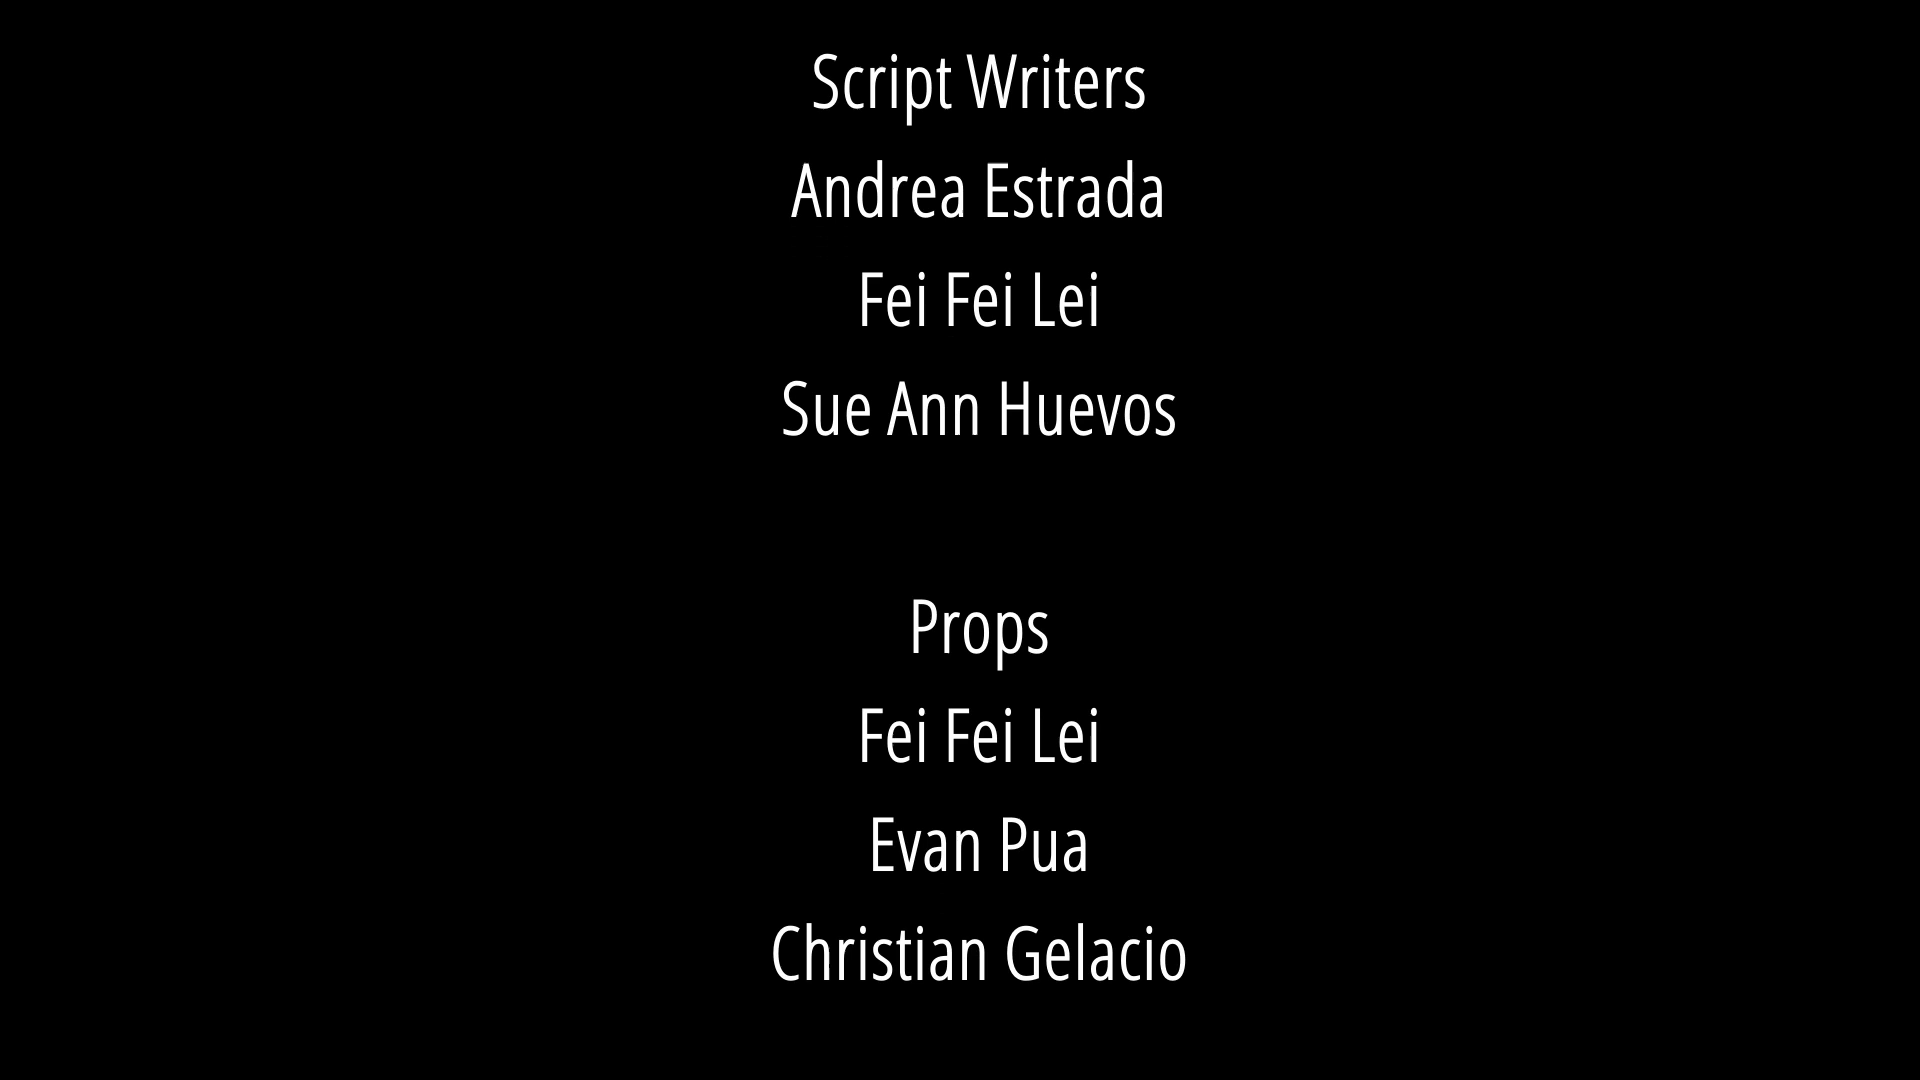 Script Writers
Andrea Estrada
Fei Fei Lei
Sue Ann Huevos
Props
Fei Fei Lei
Evan Pua
Christian Gelacio